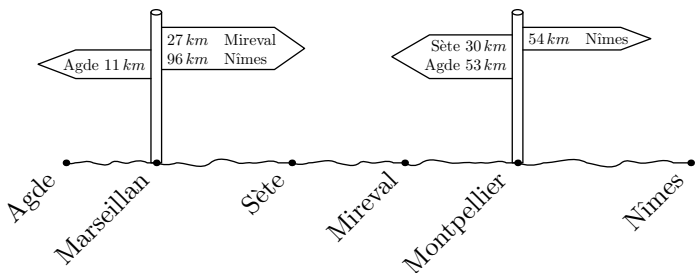 Agde 11 km
27 km Mireval
96 km Nîmes
Sète 30 km
Agde 53 km
54 km Nîmes
Agde
Marseillan
Sète
Mireval
Montpellier
Nîmes